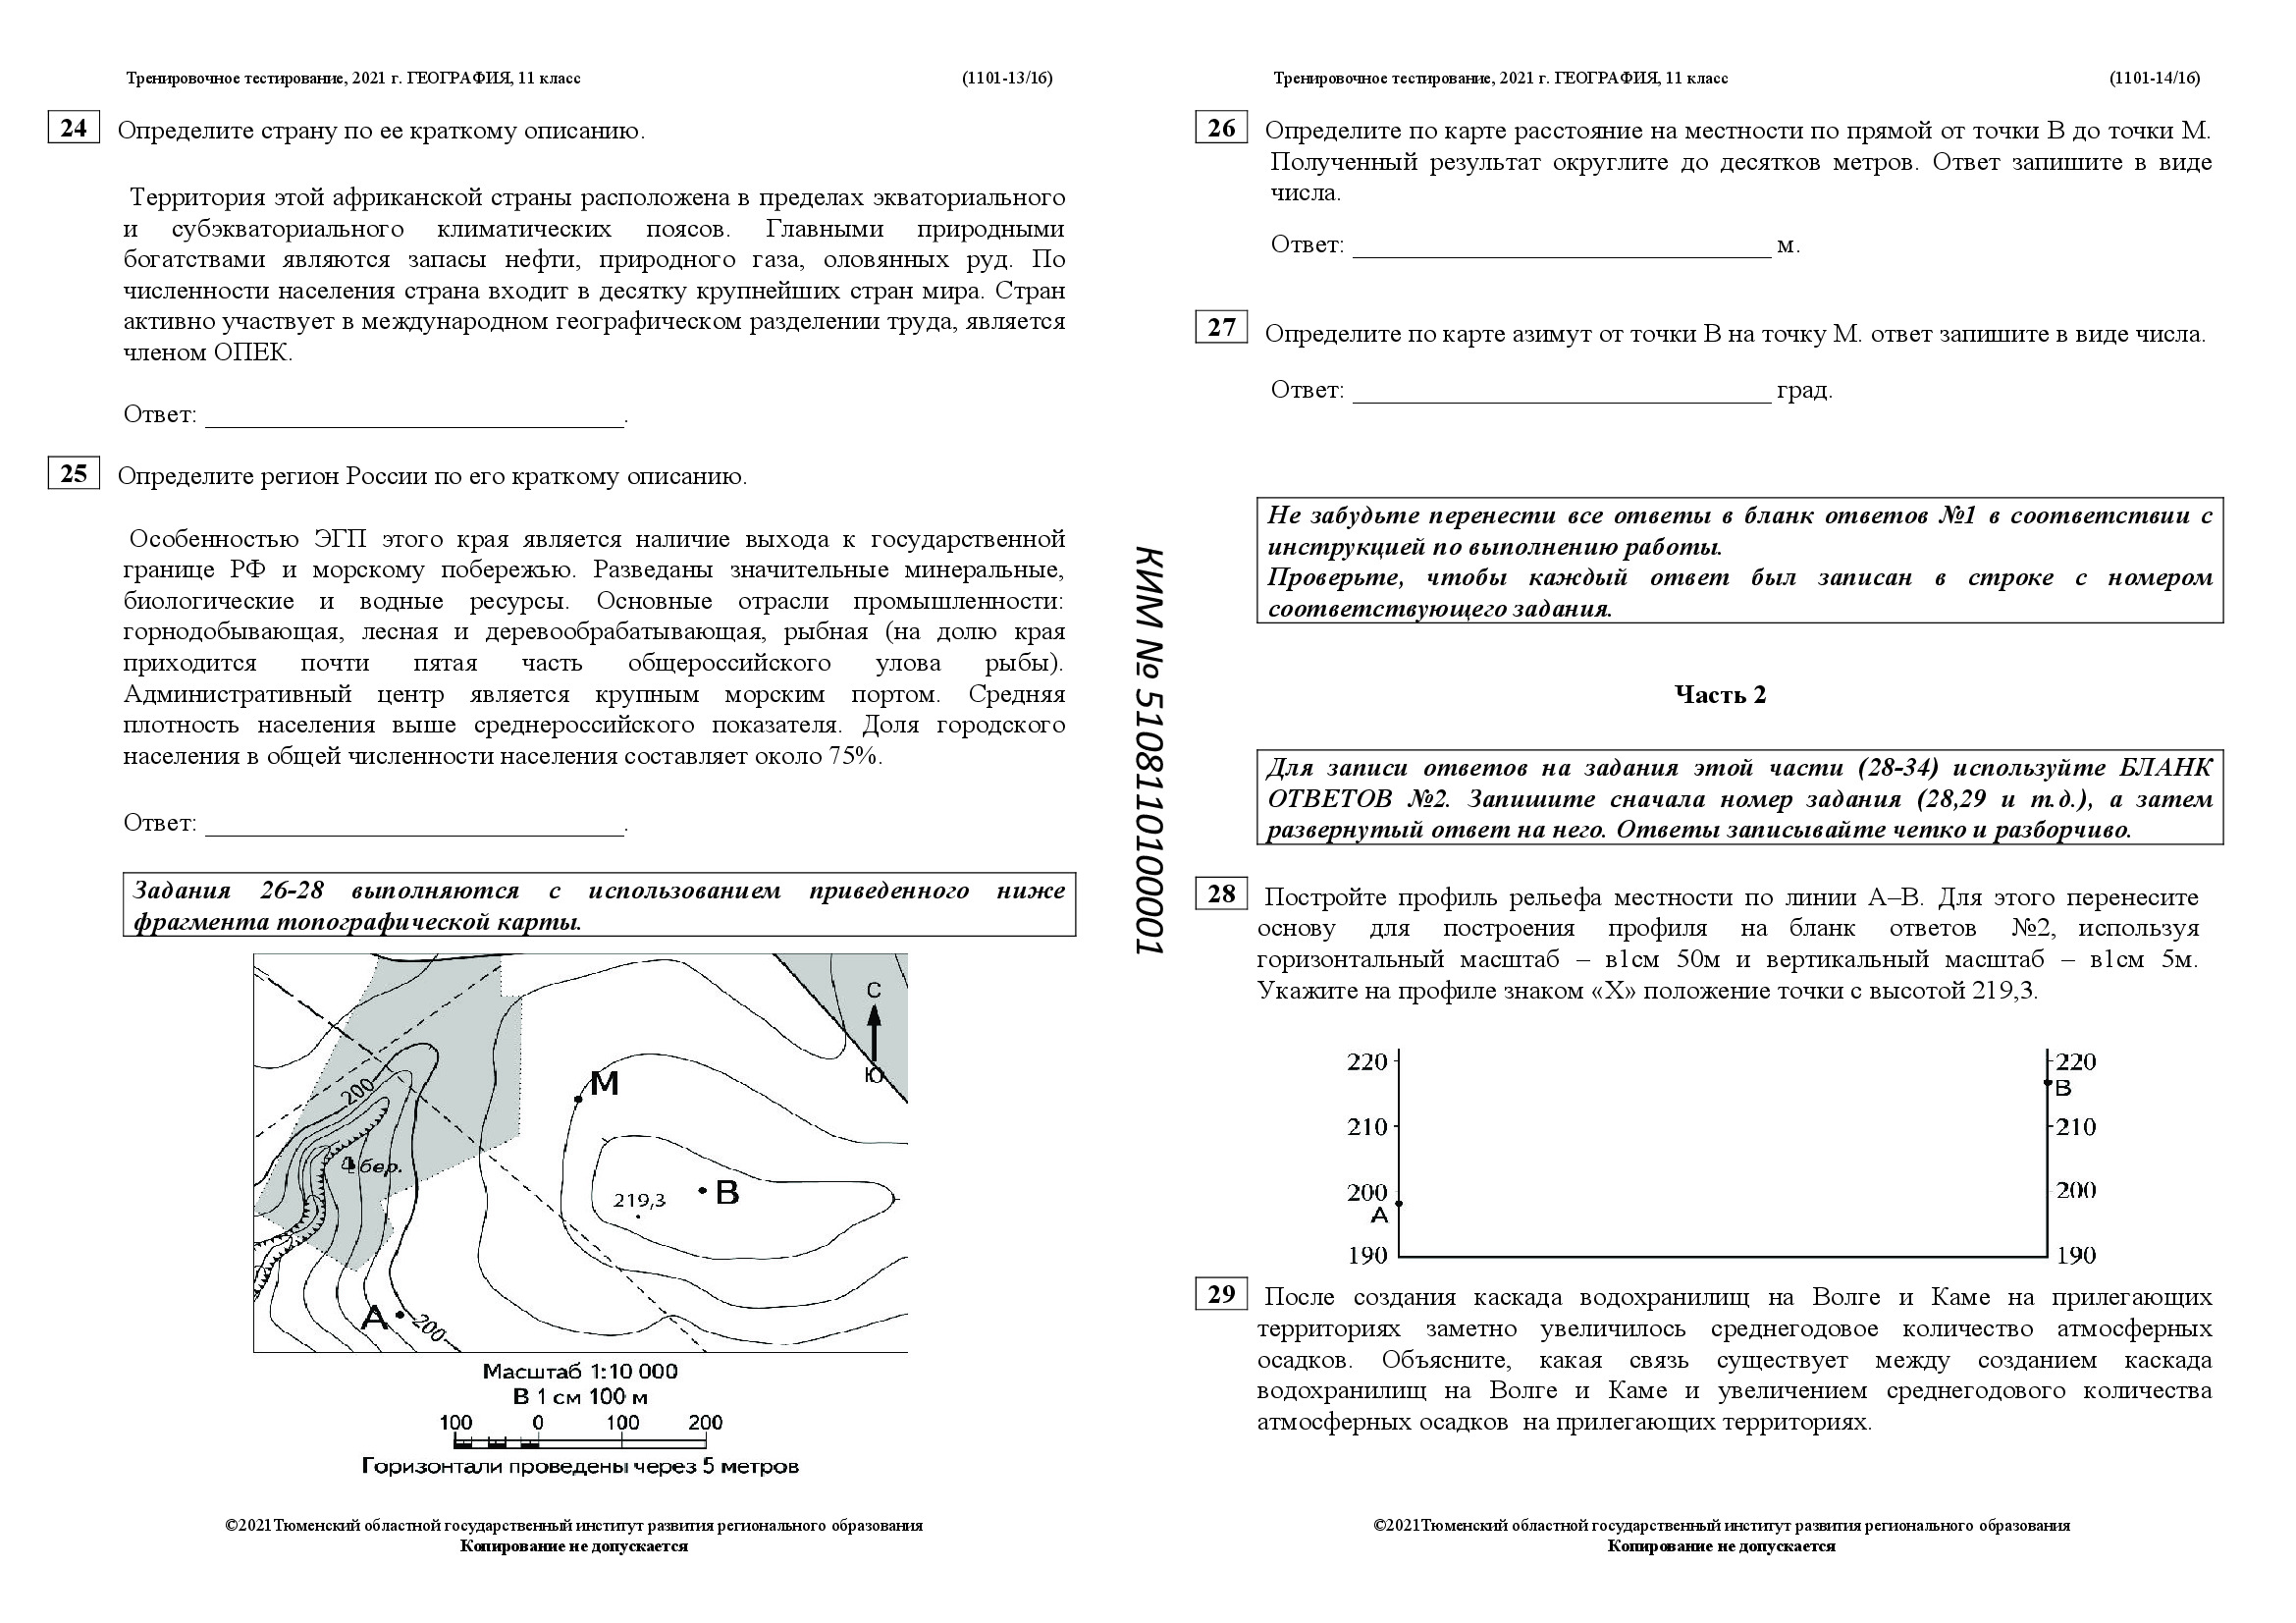 Тренировочное тестирование, 2021 г. ГЕОГРАФИЯ, 11 класс (1101-13/16)
24 Определите страну по ее краткому описанию.
Территория этой африканской страны расположена в пределах экваториального
и субэкваториального климатических поясов. Главными природными
богатствами являются запасы нефти, природного газа, оловянных руд. По
численности населения страна входит в десятку крупнейших стран мира. Стран
активно участвует в международном географическом разделении труда, является
членом ОПЕК.
Ответ: .
25 Определите регион России по его краткому описанию.
Особенностью ЭГП этого края является наличие выхода к государственной
границе РФ и морскому побережью. Разведаны значительные минеральные,
биологические и водные ресурсы. Основные отрасли промышленности:
горнодобывающая, лесная и деревообрабатывающая, рыбная (на долю края
приходится почти пятая часть общероссийского улова рыбы).
Административный центр является крупным морским портом. Средняя
плотность населения выше среднероссийского показателя. Доля городского
населения в общей численности населения составляет около 75%.
Ответ: .
Задания 26-28 выполняются с использованием приведенного ниже
фрагмента топографической карты.
С
Ю
М
200
бер.
В
219,3
А
200
Масштаб 1:10 000
В 1 см 100 м
100 0 100 200
Горизонтали проведены через 5 метров
©2021Тюменский областной государственный институт развития регионального образования
Копирование не допускается
КИМ № 5108110100001
Тренировочное тестирование, 2021 г. ГЕОГРАФИЯ, 11 класс (1101-14/16)
26 Определите по карте расстояние на местности по прямой от точки В до точки М.
Полученный результат округлите до десятков метров. Ответ запишите в виде
числа.
Ответ: м.
27 Определите по карте азимут от точки В на точку М. ответ запишите в виде числа.
Ответ: град.
Не забудьте перенести все ответы в бланк ответов №1 в соответствии с
инструкцией по выполнению работы.
Проверьте, чтобы каждый ответ был записан в строке с номером
соответствующего задания.
Часть 2
Для записи ответов на задания этой части (28-34) используйте БЛАНК
ОТВЕТОВ №2. Запишите сначала номер задания (28,29 и т.д.), а затем
развернутый ответ на него. Ответы записывайте четко и разборчиво.
28 Постройте профиль рельефа местности по линии А–В. Для этого перенесите
основу для построения профиля на бланк ответов №2, используя
горизонтальный масштаб – в1см 50м и вертикальный масштаб – в1см 5м.
Укажите на профиле знаком «Х» положение точки с высотой 219,3.
220 220
В
210 210
200 200
А
190 190
29 После создания каскада водохранилищ на Волге и Каме на прилегающих
территориях заметно увеличилось среднегодовое количество атмосферных
осадков. Объясните, какая связь существует между созданием каскада
водохранилищ на Волге и Каме и увеличением среднегодового количества
атмосферных осадков на прилегающих территориях.
©2021Тюменский областной государственный институт развития регионального образования
Копирование не допускается